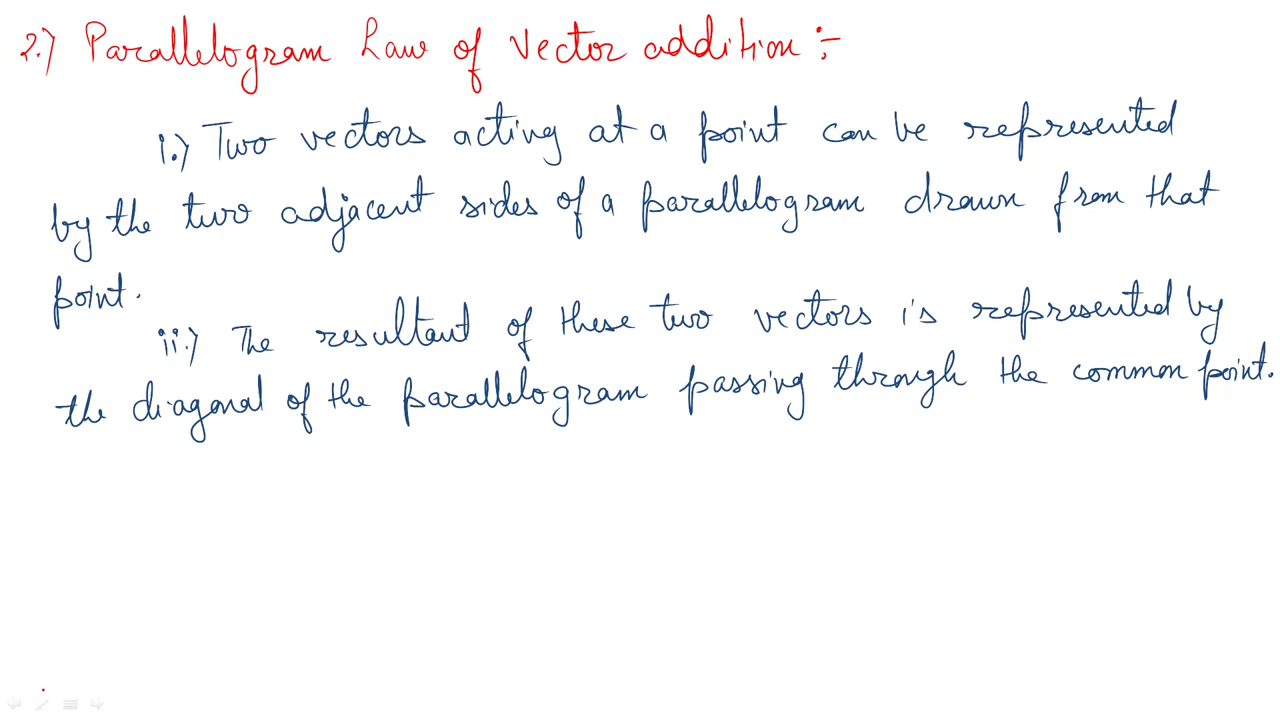 2.) Parallelogram Law of Vector addition :-
i.) Two vectors acting at a point can be represented
by the two adjacent sides of a parallelogram drawn from that
point.
ii.) The resultant of these two vectors is represented by
the diagonal of the parallelogram passing through the common point.